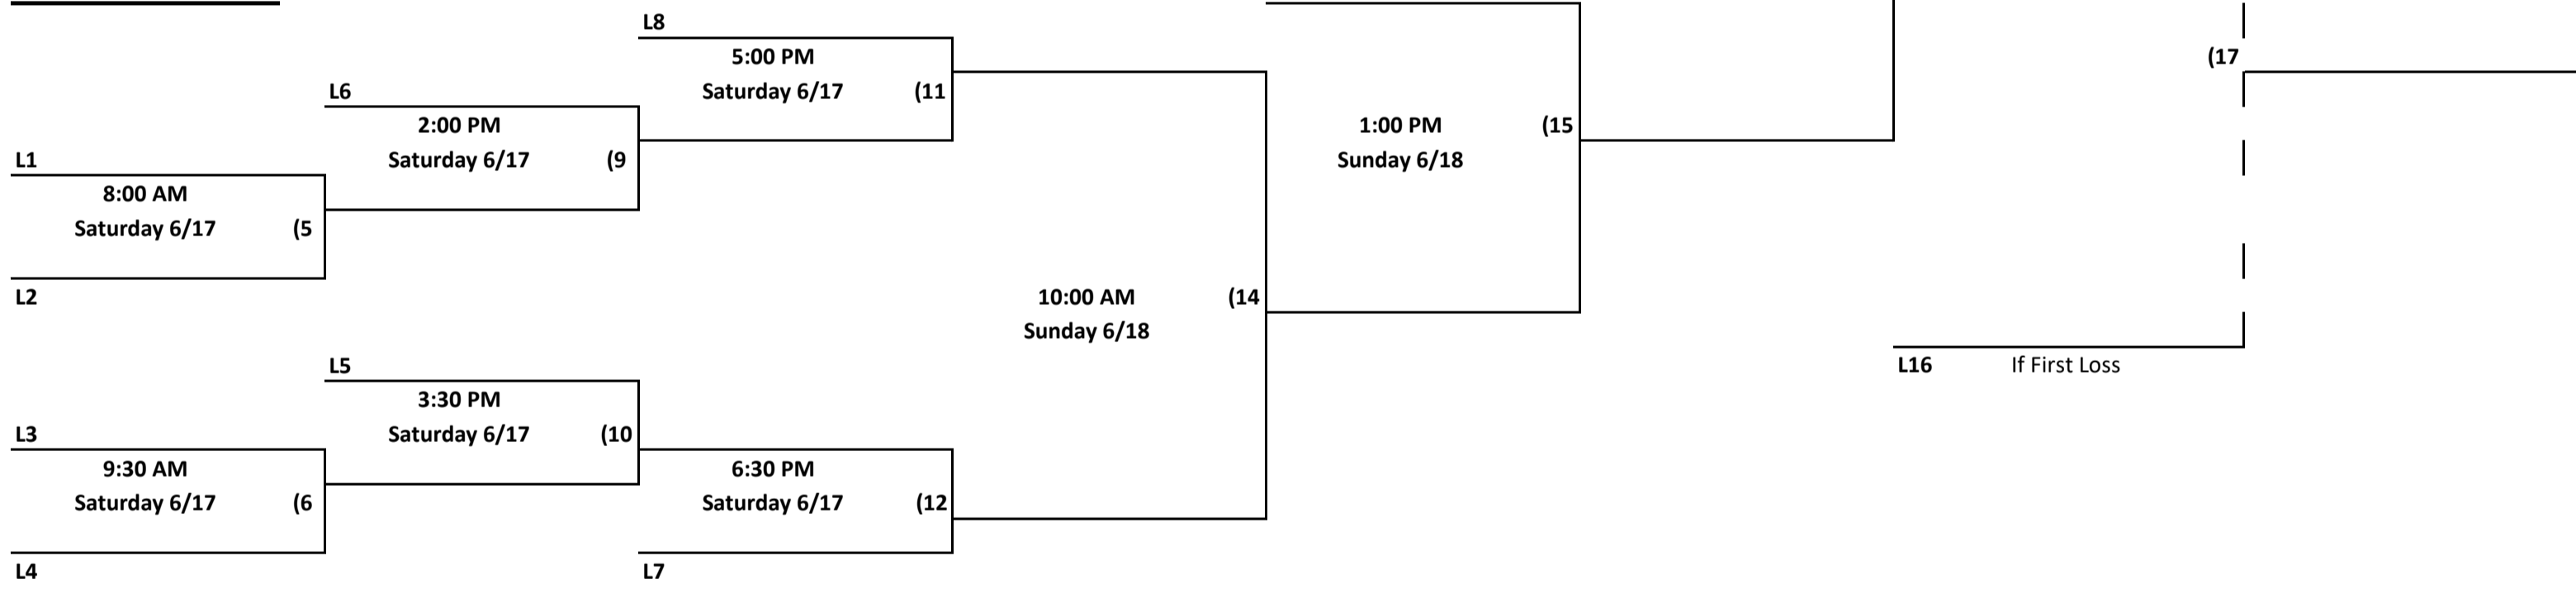 L8
5:00 PM
Saturday 6/17 (11
L6
2:00 PM
Saturday 6/17 (9
L1
8:00 AM
Saturday 6/17 (5
L2
(17
1:00 PM (15
Sunday 6/18
10:00 AM (14
Sunday 6/18
L5
3:30 PM
Saturday 6/17 (10
L3
9:30 AM
Saturday 6/17 (6
L4
6:30 PM
Saturday 6/17 (12
L7
L16 If First Loss